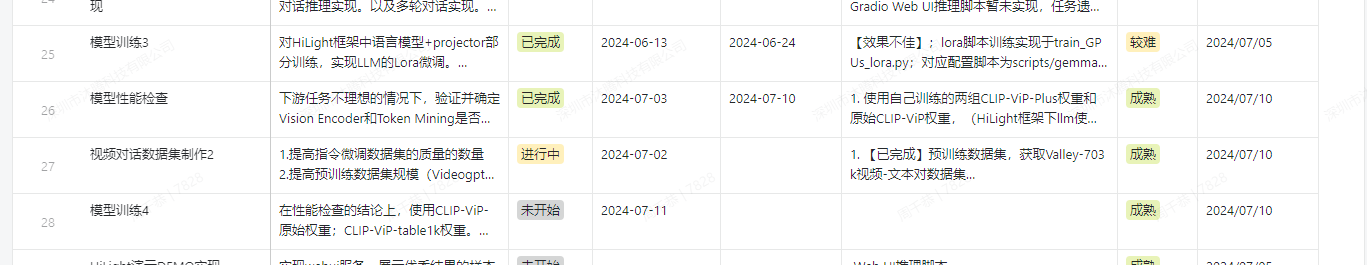 现
对话推理实现。以及多轮对话实现。...
Gradio Web UI推理脚本暂未实现，任务遗...
25
模型训练3
对HiLight框架中语言模型+projector部
分训练，实现LLM的Lora微调。...
已完成
2024-06-13
2024-06-24
【效果不佳】；lora脚本训练实现于train_GP
Us_lora.py；对应配置脚本为scripts/gemma...
较难
2024/07/05
26
模型性能检查
下游任务不理想的情况下，验证并确定
Vision Encoder和Token Mining是否...
已完成
2024-07-03
2024-07-10
1. 使用自己训练的两组CLIP-ViP-Plus权重和
原始CLIP-ViP权重，（HiLight框架下llm使...
成熟
2024/07/10
27
视频对话数据集制作2
1.提高指令微调数据集的质量的数量
2.提高预训练数据集规模（Videogpt...
进行中
2024-07-02
1. 【已完成】预训练数据集，获取Valley-703
k视频-文本对数据集...
成熟
2024/07/10
28
模型训练4
在性能检查的结论上，使用CLIP-ViP-
原始权重；CLIP-ViP-table1k权重。...
未开始
2024-07-11
成熟
2024/07/10
HiLight演示DEMO实现
未开始
Web UI推理脚本
成熟
2024/07/05